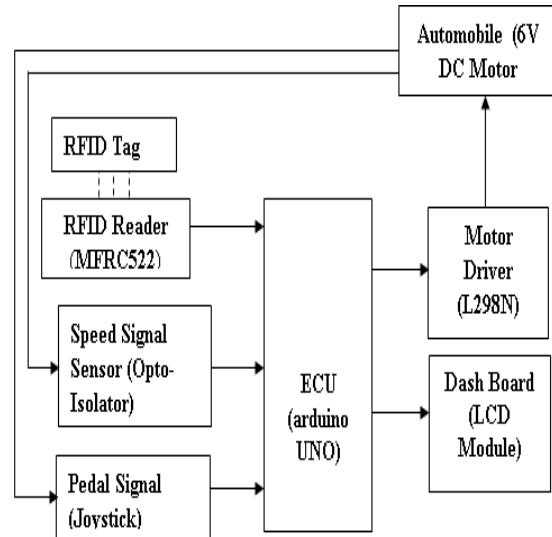 Automobile (6V
DC Motor
RFID Tag
RFID Reader
(MFRC522)
Motor
Driver
(L298N)
Speed Signal
Sensor (Opto-
Isolator)
ECU
(arduino
UNO)
Dash Board
(LCD
Module)
Pedal Signal
(Joystick)